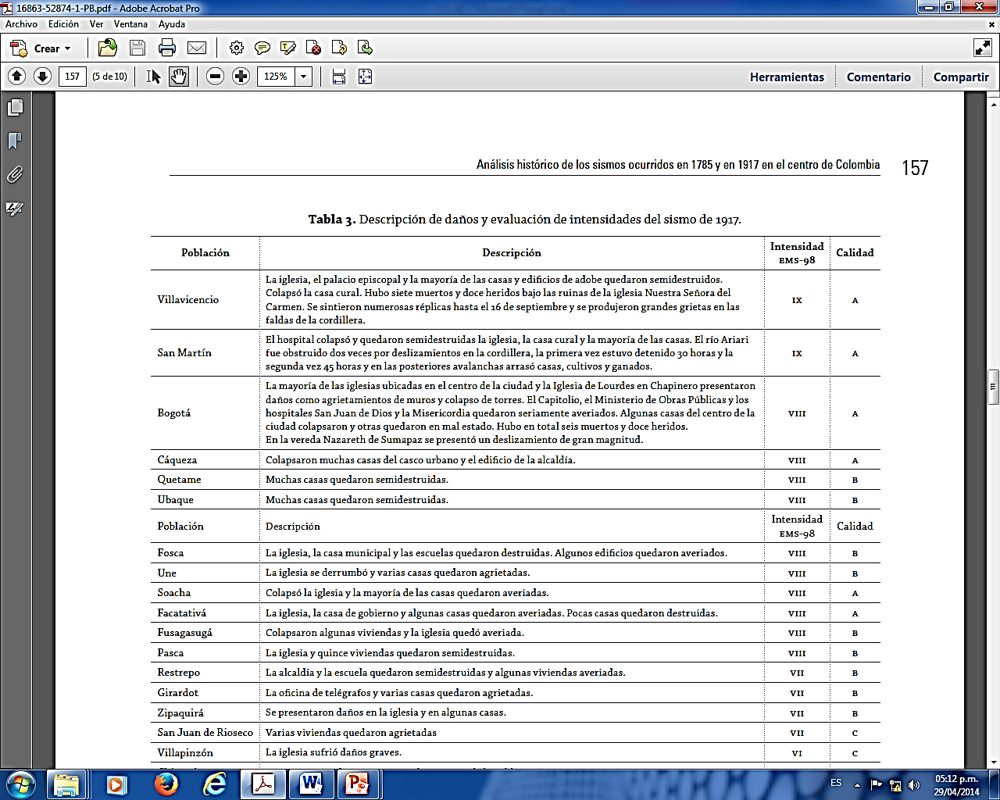 16863-52874-1-PB.pdf - Adobe Acrobat Pro
Archivo Edición Ver Ventana Ayuda
Crear
157 (5 de 10) 125% Herramientas Comentario Compartir
Análisis histórico de los sismos ocurridos en 1785 y en 1917 en el centro de Colombia 157
Tabla 3. Descripción de daños y evaluación de intensidades del sismo de 1917.
Población Descripción Intensidad EMS-98 Calidad
Villavicencio
La iglesia, el palacio episcopal y la mayoría de las casas y edificios de adobe quedaron semidestruidos.
Colapsó la casa cural. Hubo siete muertos y doce heridos bajo las ruinas de la iglesia Nuestra Señora del
Carmen. Se sintieron numerosas réplicas hasta el 16 de septiembre y se produjeron grandes grietas en las
faldas de la cordillera.
IX A
San Martín
El hospital colapsó y quedaron semidestruidas la iglesia, la casa cural y la mayoría de las casas. El río Ariari
fue obstruido dos veces por deslizamientos en la cordillera, la primera vez estuvo detenido 30 horas y la
segunda vez 45 horas y en las posteriores avalanchas arrasó casas, cultivos y ganados.
IX A
Bogotá
La mayoría de las iglesias ubicadas en el centro de la ciudad y la Iglesia de Lourdes en Chapinero presentaron
daños como agrietamientos de muros y colapso de torres. El Capitolio, el Ministerio de Obras Públicas y los
hospitales San Juan de Dios y la Misericordia quedaron seriamente averiados. Algunas casas del centro de la
ciudad colapsaron y otras quedaron en mal estado. Hubo en total seis muertos y doce heridos.
En la vereda Nazareth de Sumapaz se presentó un deslizamiento de gran magnitud.
VIII A
Cáqueza Colapsaron muchas casas del casco urbano y el edificio de la alcaldía. VIII A
Quetame Muchas casas quedaron semidestruidas. VIII B
Ubaque Muchas casas quedaron semidestruidas. VIII B
Población Descripción Intensidad EMS-98 Calidad
Fosca La iglesia, la casa municipal y las escuelas quedaron destruidas. Algunos edificios quedaron averiados. VIII B
Une La iglesia se derrumbó y varias casas quedaron agrietadas. VIII B
Soacha Colapsó la iglesia y la mayoría de las casas quedaron averiadas. VIII A
Facatativá La iglesia, la casa de gobierno y algunas casas quedaron averiadas. Pocas casas quedaron destruidas. VIII A
Fusagasugá Colapsaron algunas viviendas y la iglesia quedó averiada. VIII B
Pasca La iglesia y quince viviendas quedaron semidestruidas. VIII B
Restrepo La alcaldía y la escuela quedaron semidestruidas y algunas viviendas averiadas. VII B
Girardot La oficina de telégrafos y varias casas quedaron agrietadas. VII B
Zipaquirá Se presentaron daños en la iglesia y en algunas casas. VII B
San Juan de Rioseco Varias viviendas quedaron agrietadas VII C
Villapinzón La iglesia sufrió daños graves. VI C
ES 05:12 p.m.
29/04/2014